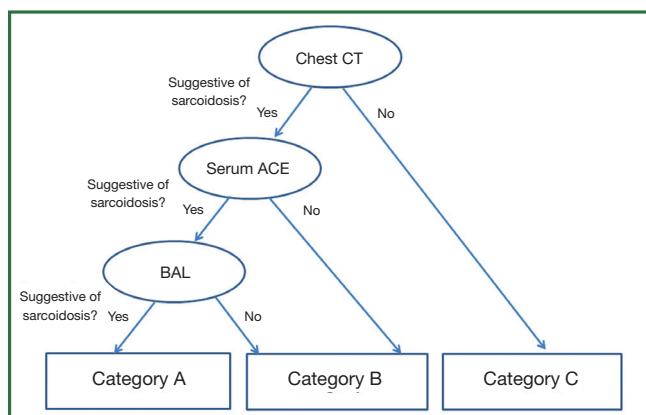 Chest CT
Suggestive of
sarcoidosis?
Yes
No
Serum ACE
Suggestive of
sarcoidosis?
Yes
No
BAL
Suggestive of
sarcoidosis?
Yes
No
Category A
Category B
Category C